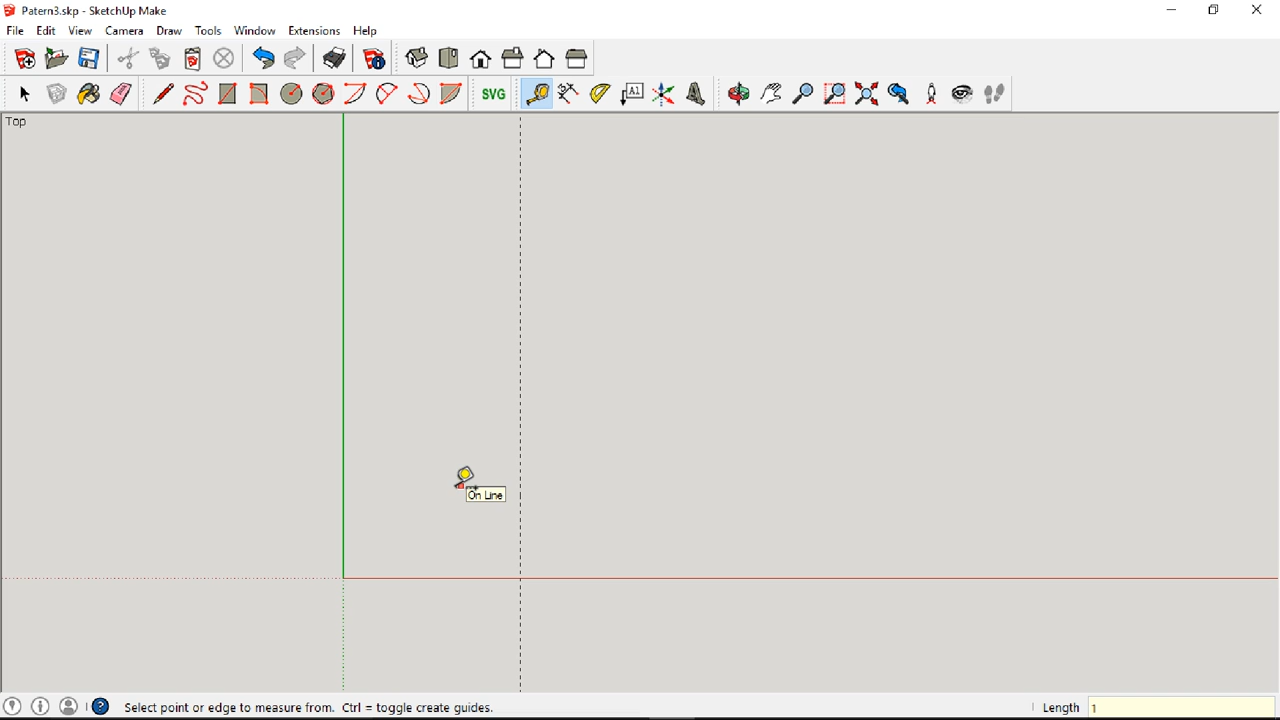 Patern3.skp - SketchUp Make
File Edit View Camera Draw Tools Window Extensions Help
SVG
A1
Top
On Line
Select point or edge to measure from. Ctrl = toggle create guides.
Length 1